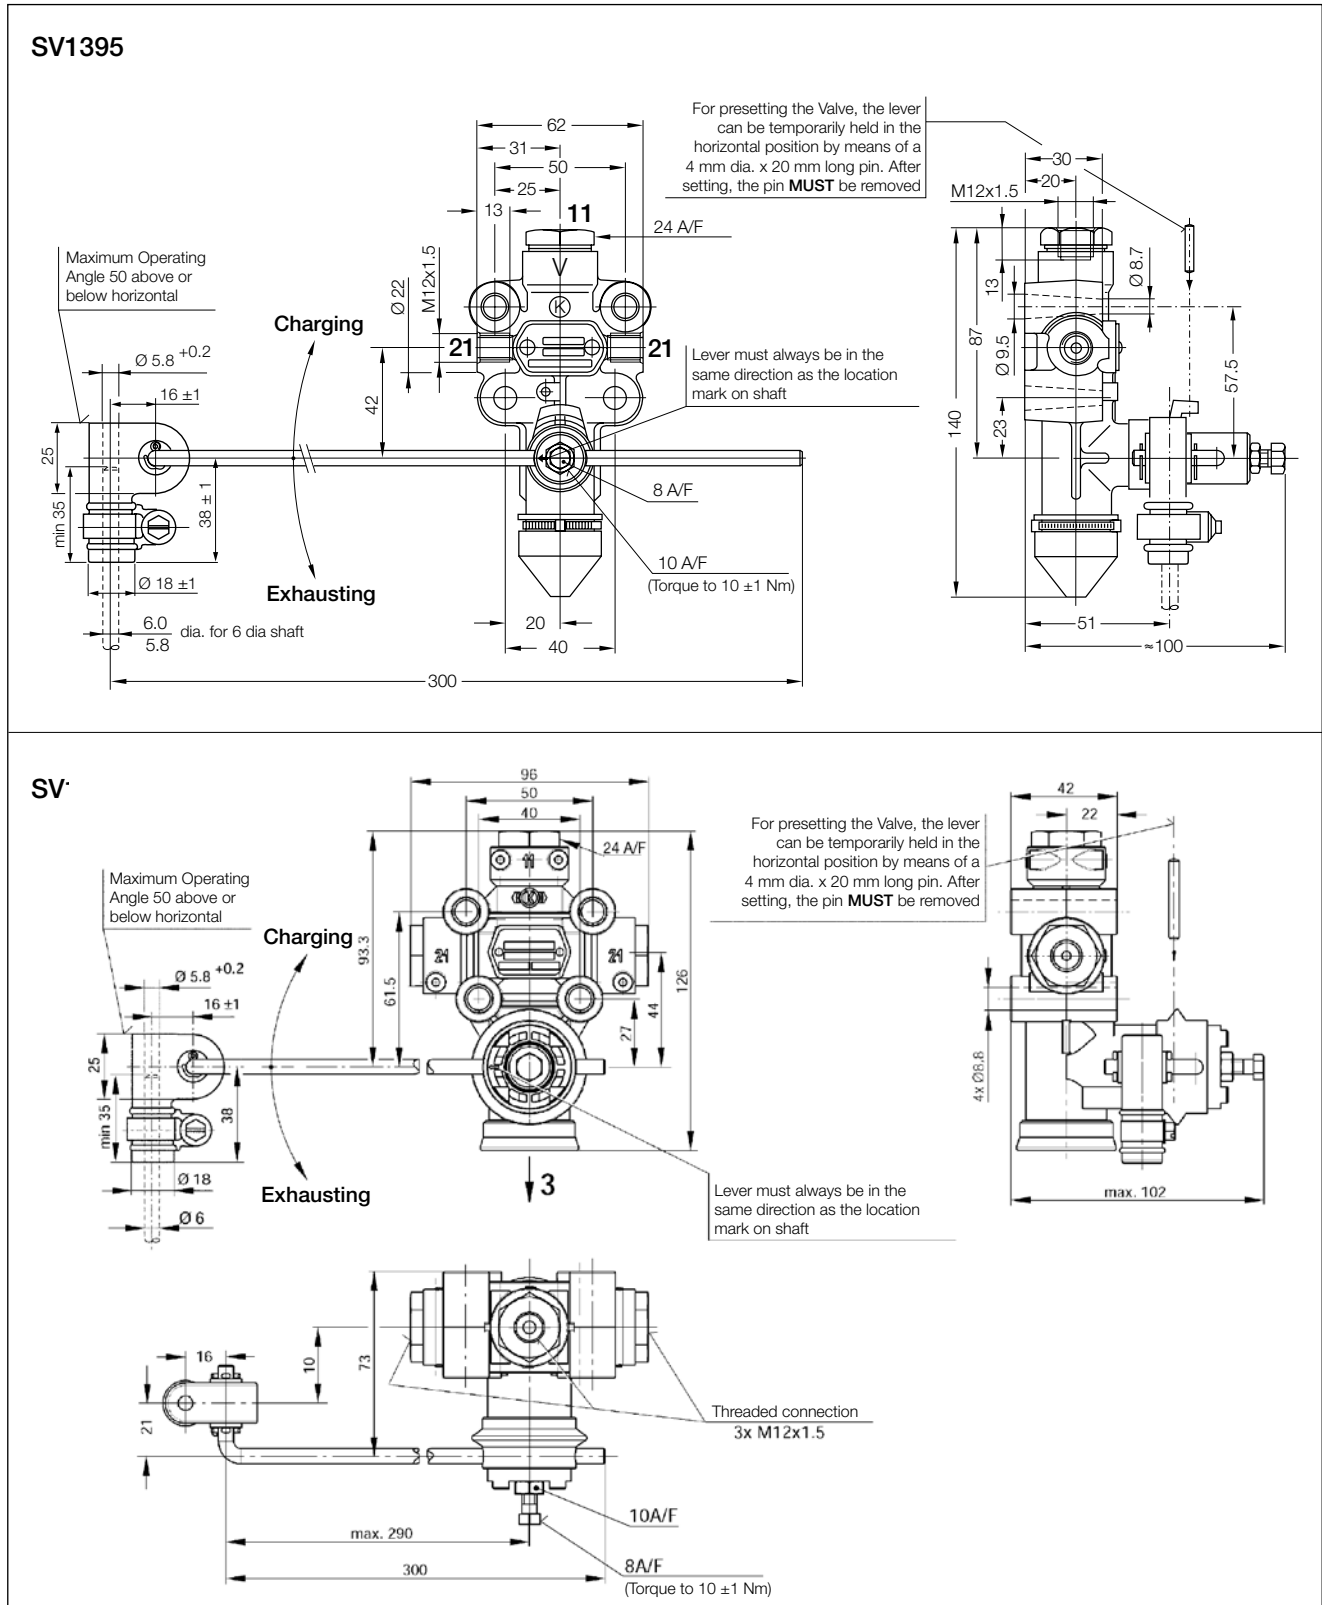 SV1395
For presetting the Valve, the lever
can be temporarily held in the
horizontal position by means of a
4 mm dia. x 20 mm long pin. After
setting, the pin MUST be removed
62
31
50
25
13
11
24 A/F
M12x1.5
Ø 22
21
21
42
Maximum Operating
Angle 50 above or
below horizontal
Charging
Ø 5.8 +0.2
16 ±1
25
min 35
38 ± 1
Ø 18 ±1
Exhausting
6.0
5.8
dia. for 6 dia shaft
Lever must always be in the
same direction as the location
mark on shaft
V
K
8 A/F
10 A/F
(Torque to 10 ±1 Nm)
20
40
300
30
20
M12x1.5
13
Ø 8.7
87
Ø 9.5
57.5
140
23
51
≈100
SV
96
50
40
24 A/F
11
21
21
93.3
61.5
126
44
27
Maximum Operating
Angle 50 above or
below horizontal
Charging
Ø 5.8 +0.2
16 ±1
25
min 35
38
Ø 18
Ø 6
Exhausting
3
Lever must always be in the
same direction as the location
mark on shaft
For presetting the Valve, the lever
can be temporarily held in the
horizontal position by means of a
4 mm dia. x 20 mm long pin. After
setting, the pin MUST be removed
42
22
4x Ø8.8
max. 102
16
10
73
21
Threaded connection
3x M12x1.5
10A/F
max. 290
8A/F
(Torque to 10 ±1 Nm)
300